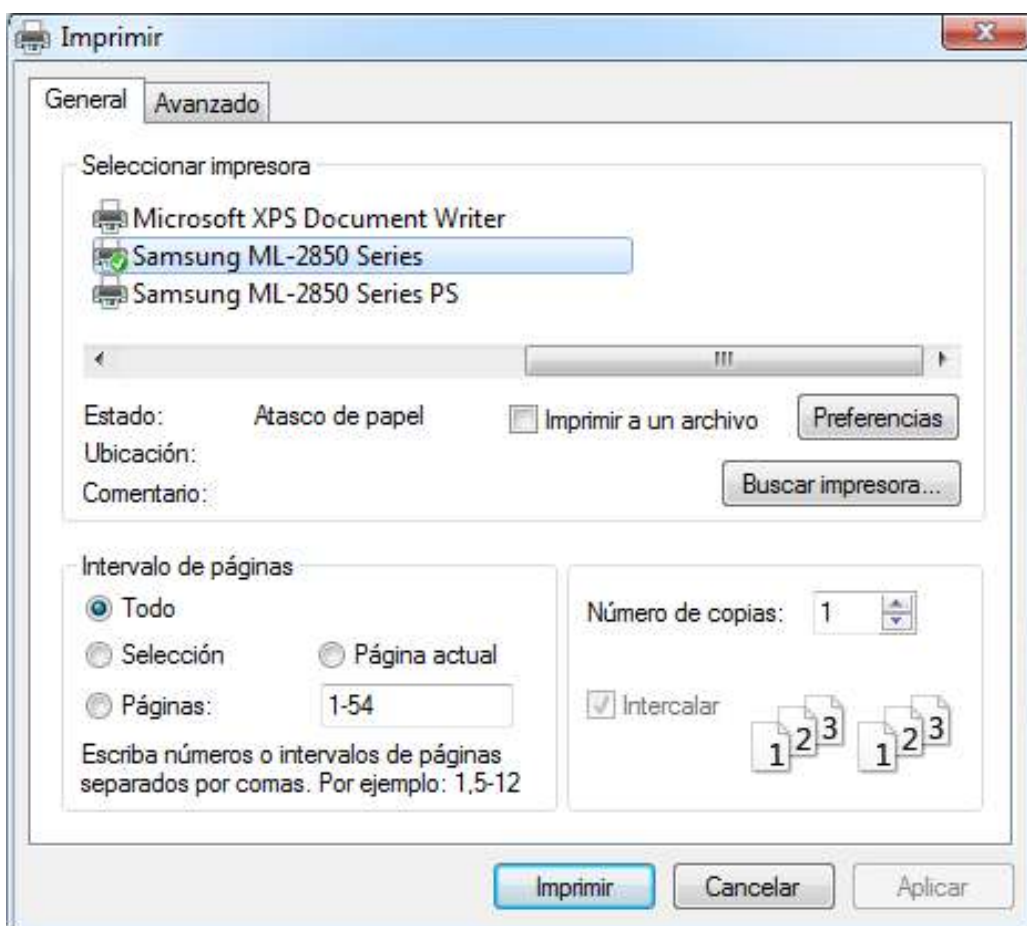 Imprimir
General
Avanzado
Seleccionar impresora
Microsoft XPS Document Writer
Samsung ML-2850 Series
Samsung ML-2850 Series PS
Estado: Atasco de papel
Imprimir a un archivo
Preferencias
Ubicación:
Comentario:
Buscar impresora...
Intervalo de páginas
Todo
Selección
Página actual
Páginas: 1-54
Escriba números o intervalos de páginas
separados por comas. Por ejemplo: 1,5-12
Número de copias: 1
Intercalar
1 2 3 1 2 3
Imprimir
Cancelar
Aplicar